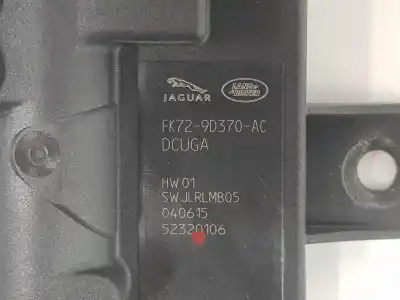 JAGUAR
LAND ROVER
FK72-9D370-AC
DCUGA
HW01
SWJLRLMB05
040615
52320106